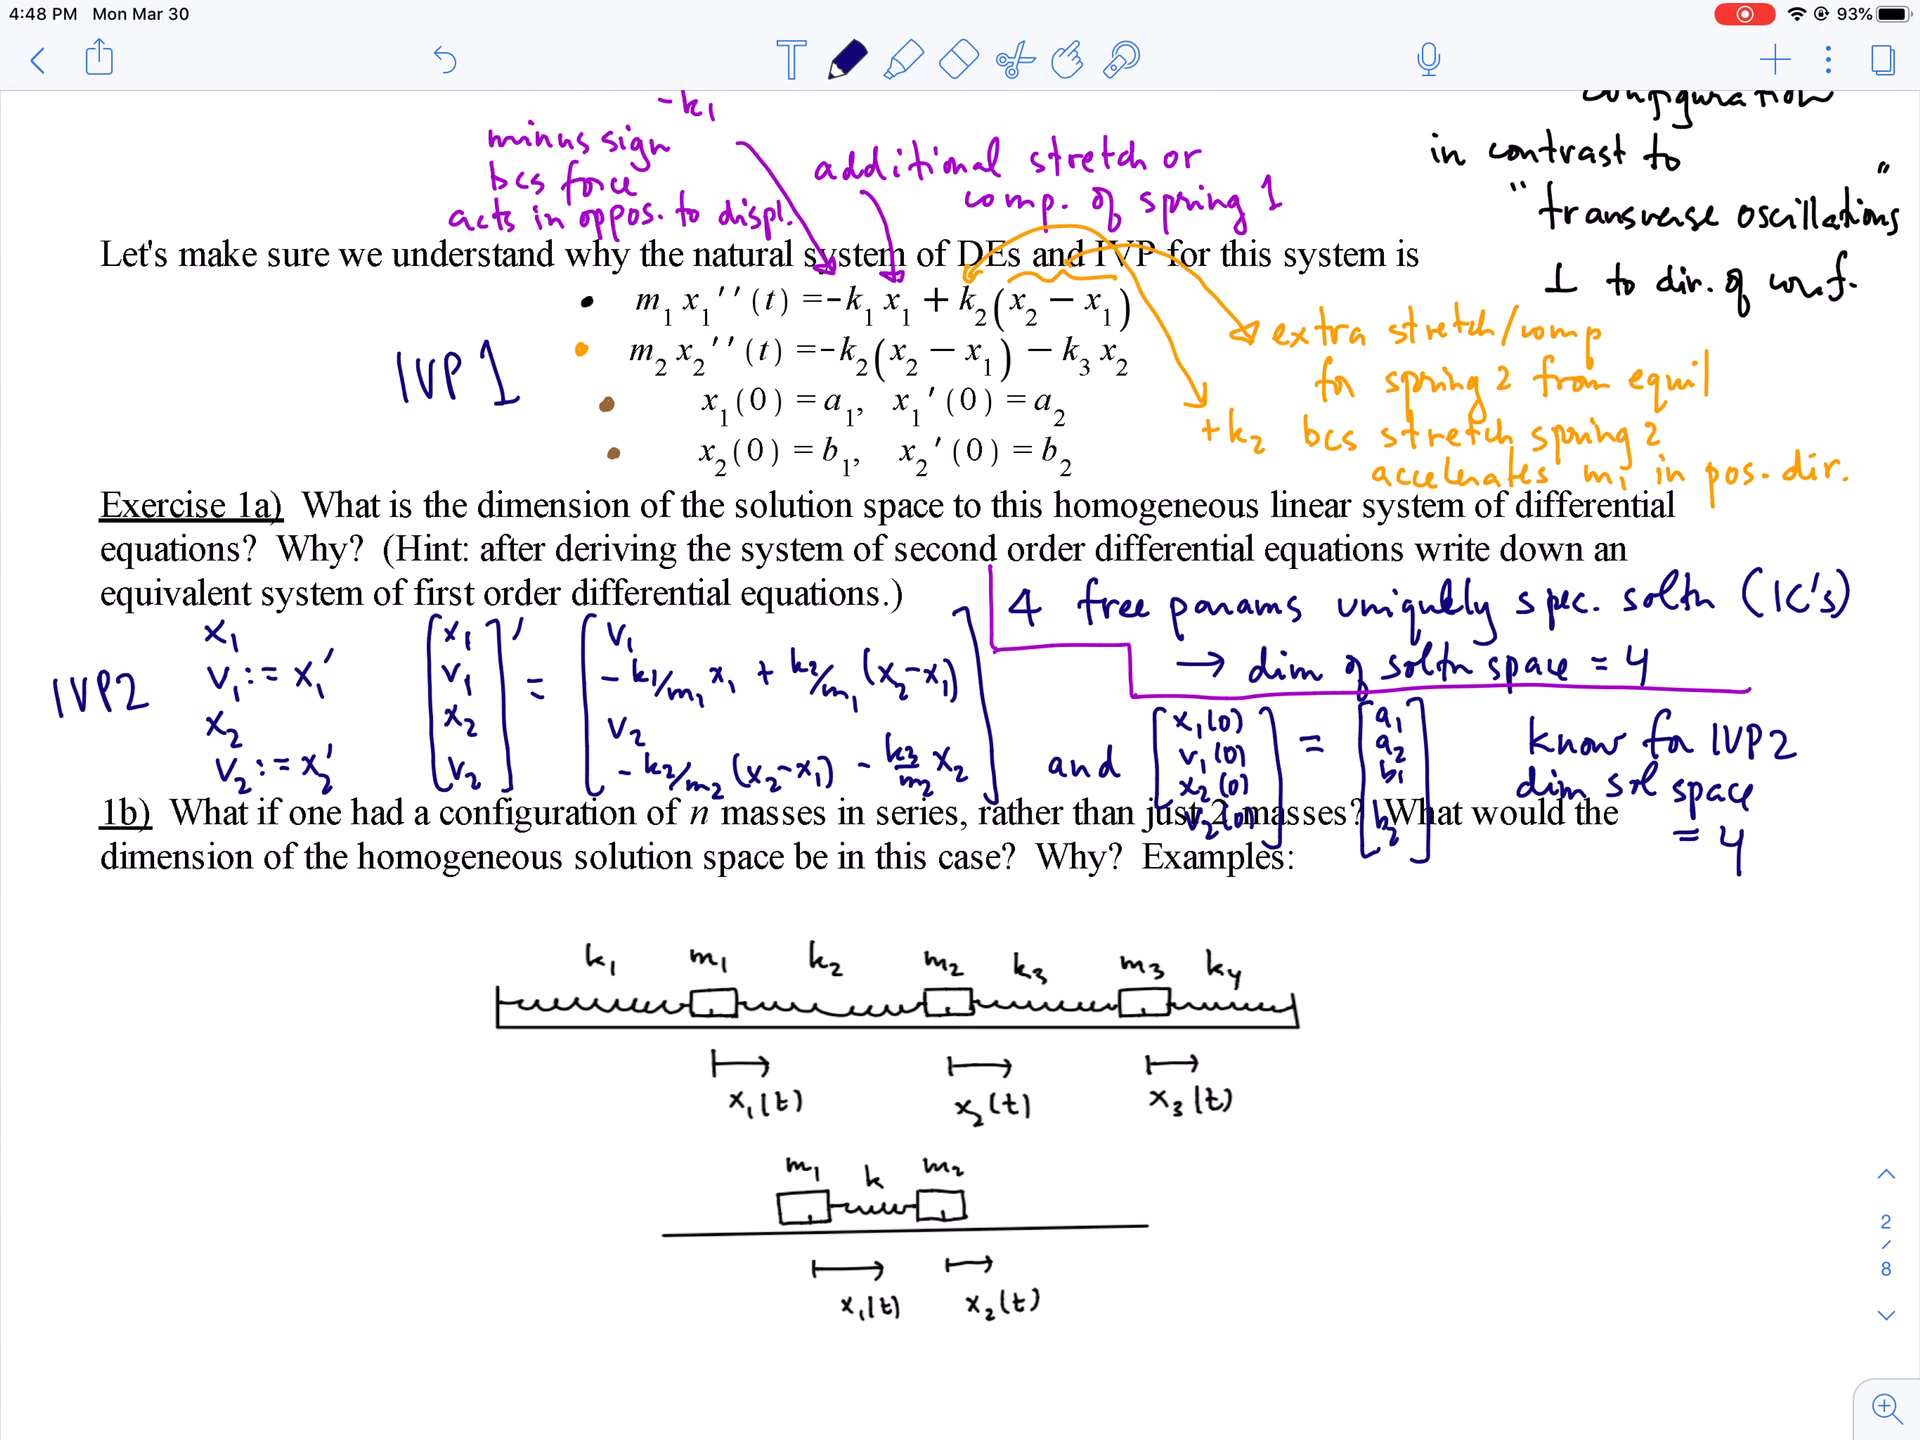 4:48 PM Mon Mar 30
93%
configuration
in contrast to
"transverse oscillations"
⊥ to dir. of conf.
-k1
minus sign
bcs force
acts in oppos. to displ.
additional stretch or
comp. of spring 1
Let's make sure we understand why the natural system of DEs and IVP for this system is
• m₁ x₁''(t) =-k₁ x₁ + k₂(x₂ − x₁)
• m₂ x₂''(t) =-k₂(x₂ − x₁) − k₃ x₂
• x₁(0) = a₁, x₁'(0) = a₂
• x₂(0) = b₁, x₂'(0) = b₂
IVP 1
extra stretch/comp
for spring 2 from equil
+k₂ bcs stretch spring 2
accelerates m₁ in pos. dir.
Exercise 1a) What is the dimension of the solution space to this homogeneous linear system of differential
equations? Why? (Hint: after deriving the system of second order differential equations write down an
equivalent system of first order differential equations.)
4 free params uniquely spec. soltn (IC's)
→ dim of soltn space = 4
IVP2
x₁
v₁ := x₁'
x₂
v₂ := x₂'
[x₁ v₁ x₂ v₂]' =
[v₁
-k₁/m₁ x₁ + k₂/m₁ (x₂-x₁)
v₂
-k₂/m₂ (x₂-x₁) - k₃/m₂ x₂]
and
[x₁(0) v₁(0) x₂(0) v₂(0)] = [a₁ a₂ b₁ b₂]
know for IVP2
dim sol space
= 4
1b) What if one had a configuration of n masses in series, rather than just 2 masses? What would the
dimension of the homogeneous solution space be in this case? Why? Examples:
k₁ m₁ k₂ m₂ k₃ m₃ k₄
x₁(t) x₂(t) x₃(t)
m₁ k m₂
x₁(t) x₂(t)
2
/
8